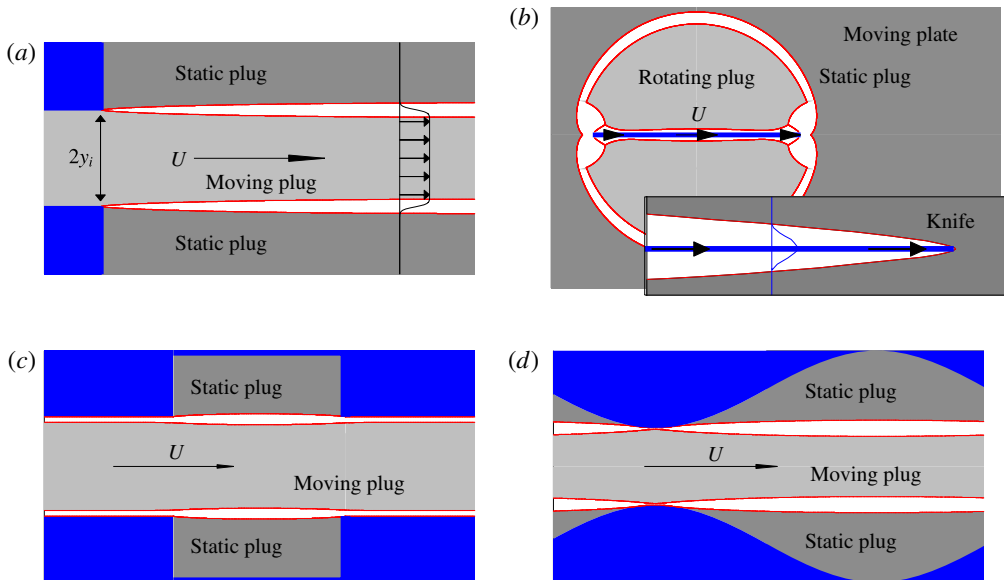 (a)
Static plug
2y_i
U
Moving plug
Static plug
(b)
Moving plate
Static plug
Rotating plug
U
Knife
(c)
Static plug
U
Moving plug
Static plug
(d)
Static plug
U
Moving plug
Static plug